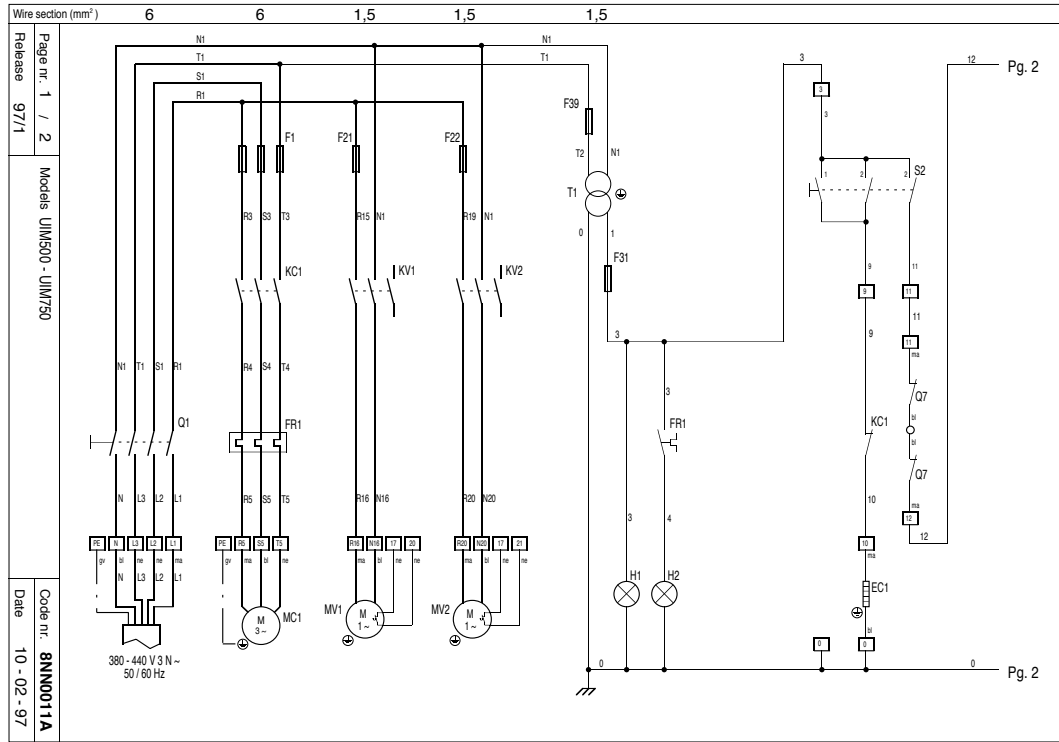 Wire section (mm²) 6 6 1,5 1,5 1,5
Page nr. 1 / 2
Release 97/1
Models UIM500 - UIM750
Code nr. 8NN0011A
Date 10 - 02 - 97
N1 N1
T1 T1
S1
R1
3 12 Pg. 2
3
3
F39
F1 F21 F22
T2 N1
S2
1 2 2
T1
R3 S3 T3 R15 N1 R19 N1
0 1
F31
KC1 KV1 KV2
9 11
9 11
3
9 11
11
ma
N1 T1 S1 R1 R4 S4 T4
3
Q7
bl
bl
Q1 FR1 FR1 KC1
Q7
N L3 L2 L1 R5 S5 T5 R16 N16 R20 N20
3 4 10
ma
12
12
PE N L3 L2 L1 PE R5 S5 T5 R16 N16 17 20 R20 N20 17 21 10
gv bl ne ne ne gv ma bl ne ma bl ne ne ma bl ne ne ma
N L3 L2 L1
H1 H2 EC1
MV1 M 1 ~ MV2 M 1 ~
M 3 ~ MC1
bl
0 0
380 - 440 V 3 N ~
50 / 60 Hz
0 0 Pg. 2